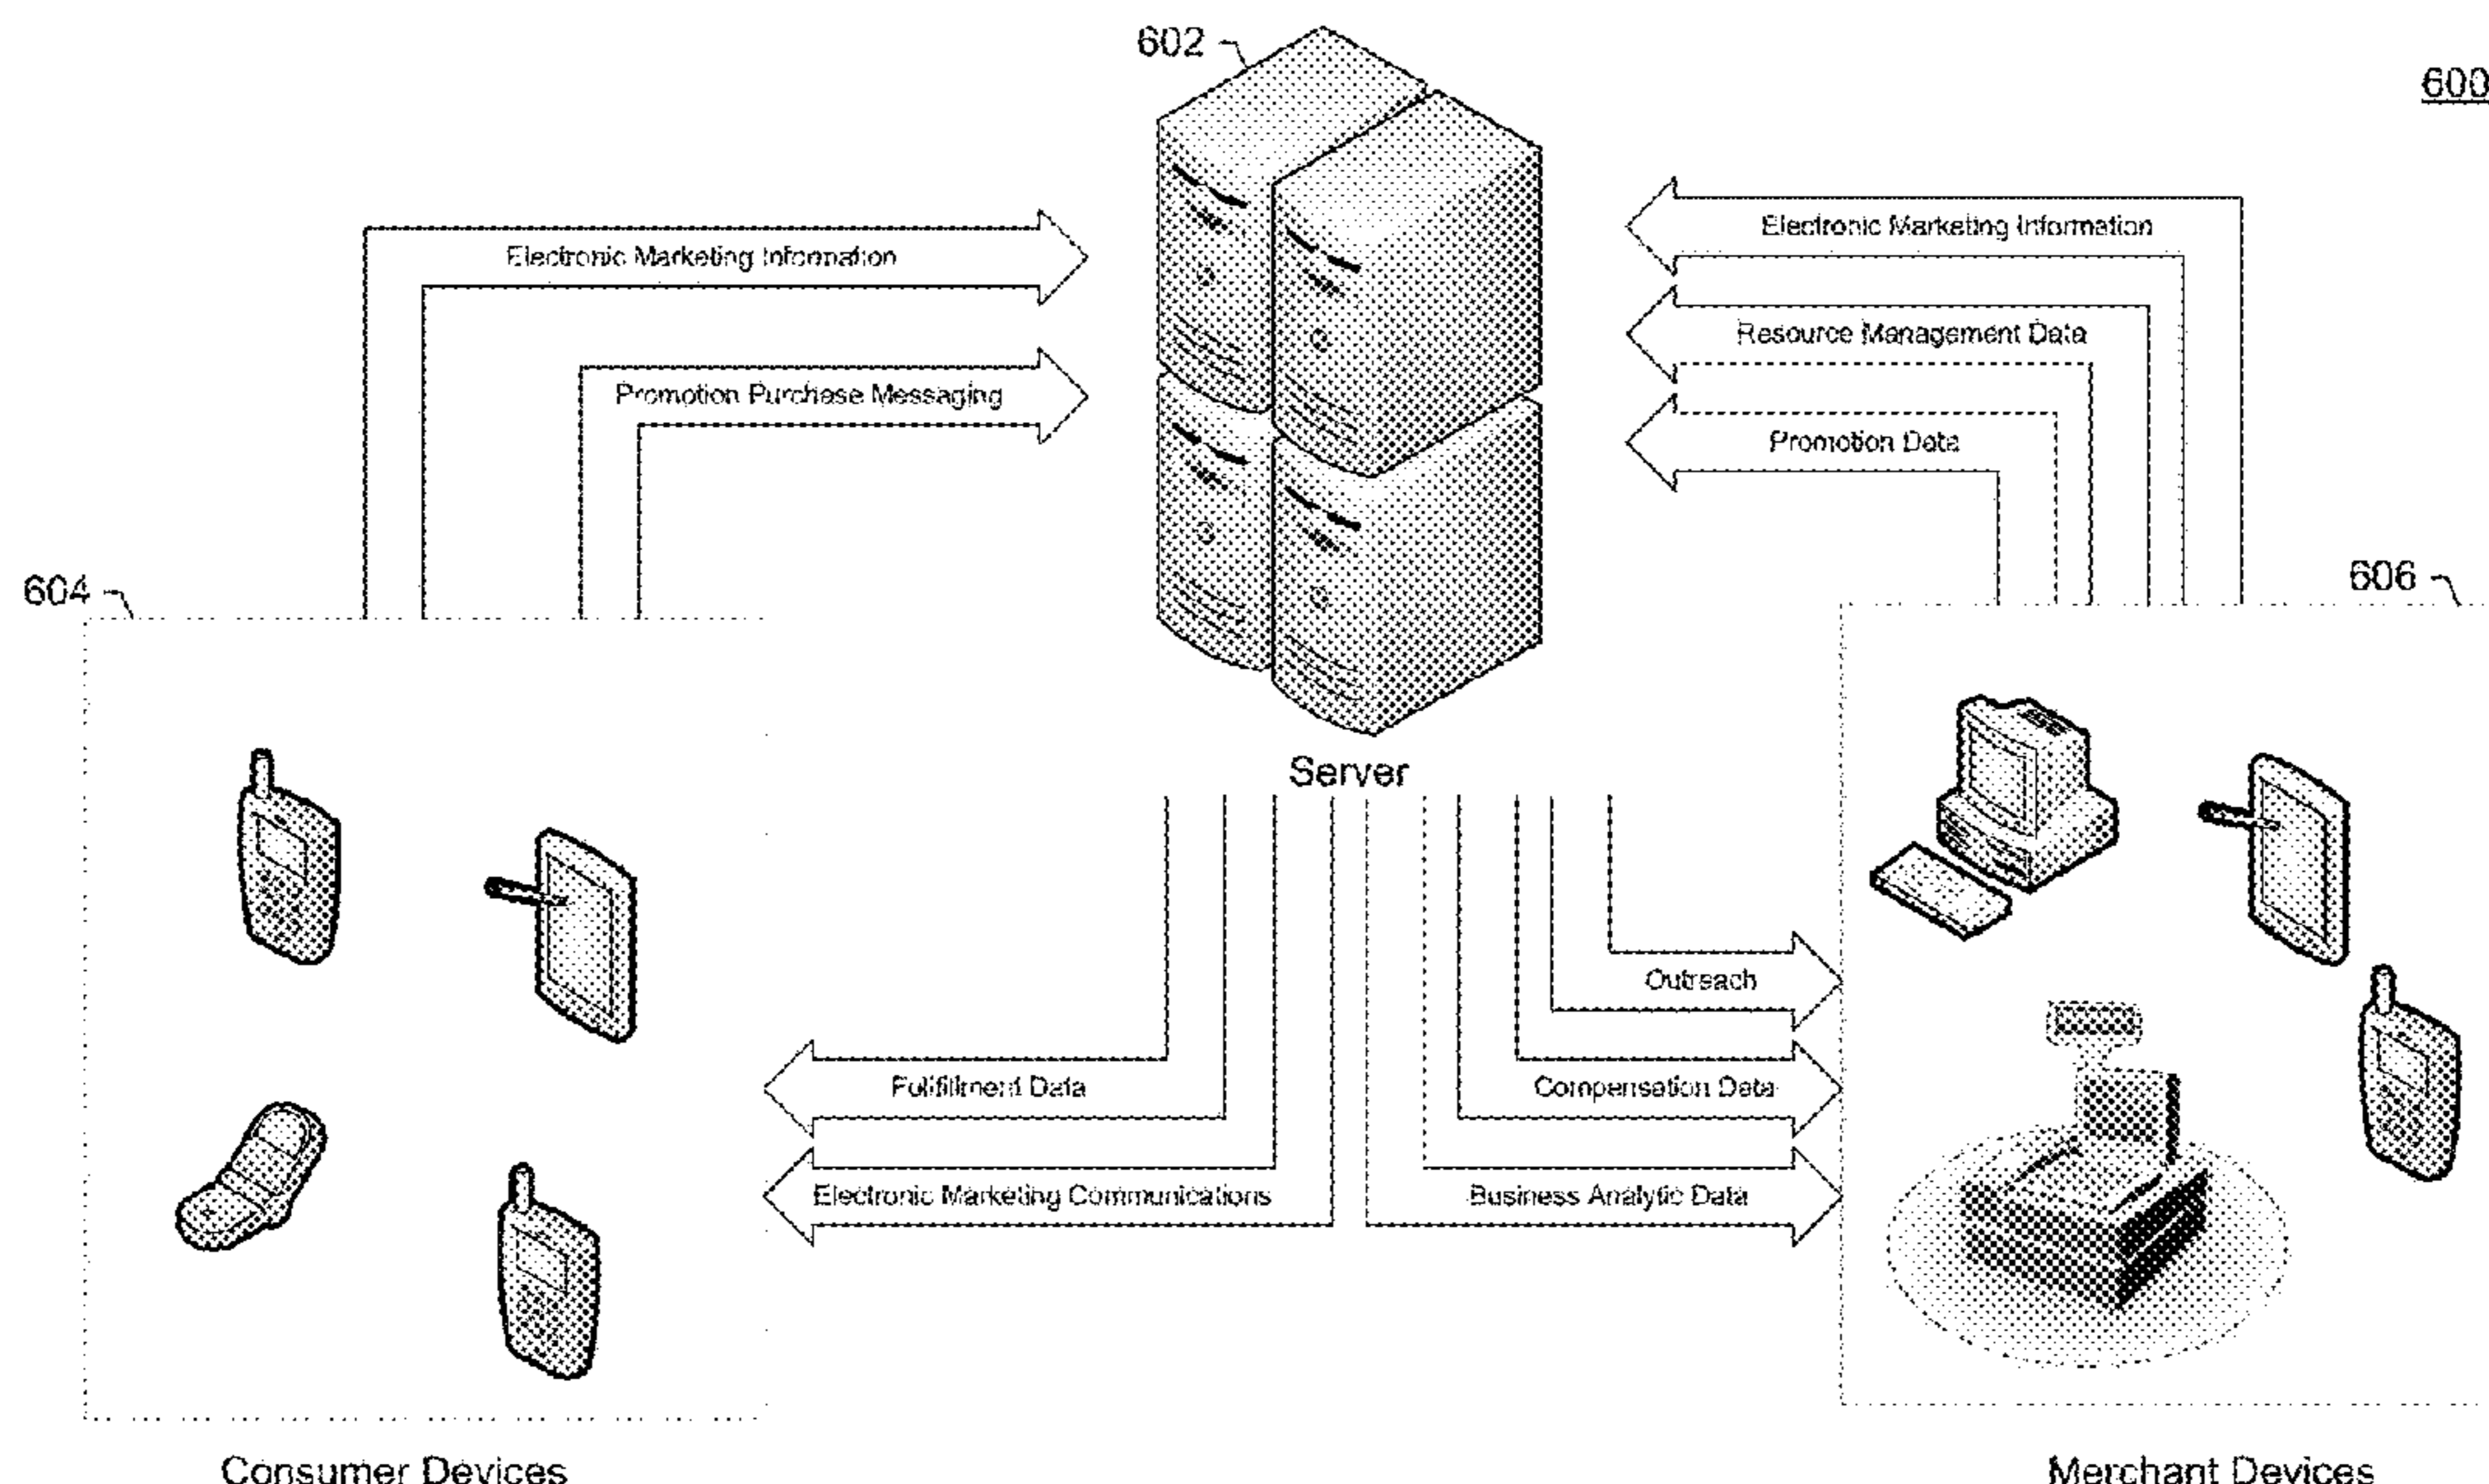 602
600
Electronic Marketing Information
Electronic Marketing Information
Resource Management Data
Promotion Purchase Messaging
Promotion Data
604
606
Server
Outreach
Fulfillment Data
Compensation Data
Electronic Marketing Communications
Business Analytic Data
Consumer Devices
Merchant Devices